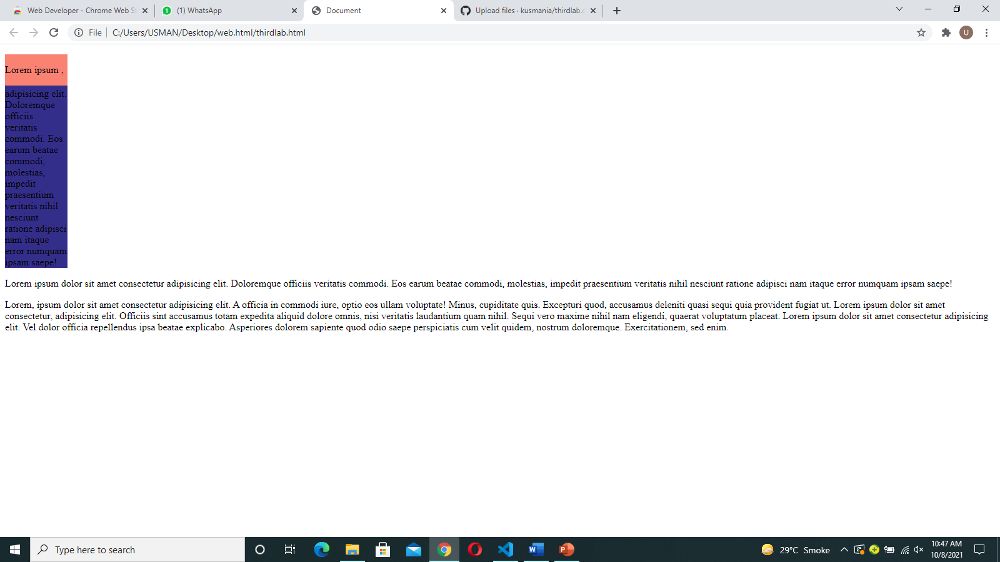 Web Developer - Chrome Web St
(1) WhatsApp
Document
Upload files · kusmania/thirdlab.
File
C:/Users/USMAN/Desktop/web.html/thirdlab.html
U
Lorem ipsum ,
adipisicing elit.
Doloremque
officiis
veritatis
commodi. Eos
earum beatae
commodi,
molestias,
impedit
praesentium
veritatis nihil
nesciunt
ratione adipisci
nam itaque
error numquam
ipsam saepe!
Lorem ipsum dolor sit amet consectetur adipisicing elit. Doloremque officiis veritatis commodi. Eos earum beatae commodi, molestias, impedit praesentium veritatis nihil nesciunt ratione adipisci nam itaque error numquam ipsam saepe!
Lorem, ipsum dolor sit amet consectetur adipisicing elit. A officia in commodi iure, optio eos ullam voluptate! Minus, cupiditate quis. Excepturi quod, accusamus deleniti quasi sequi quia provident fugiat ut. Lorem ipsum dolor sit amet
consectetur, adipisicing elit. Officiis sint accusamus totam expedita aliquid dolore omnis, nisi veritatis laudantium quam nihil. Sequi vero maxime nihil nam eligendi, quaerat voluptatum placeat. Lorem ipsum dolor sit amet consectetur adipisicing
elit. Vel dolor officia repellendus ipsa beatae explicabo. Asperiores dolorem sapiente quod odio saepe perspiciatis cum velit quidem, nostrum doloremque. Exercitationem, sed enim.
Type here to search
29°C Smoke
10:47 AM
10/8/2021